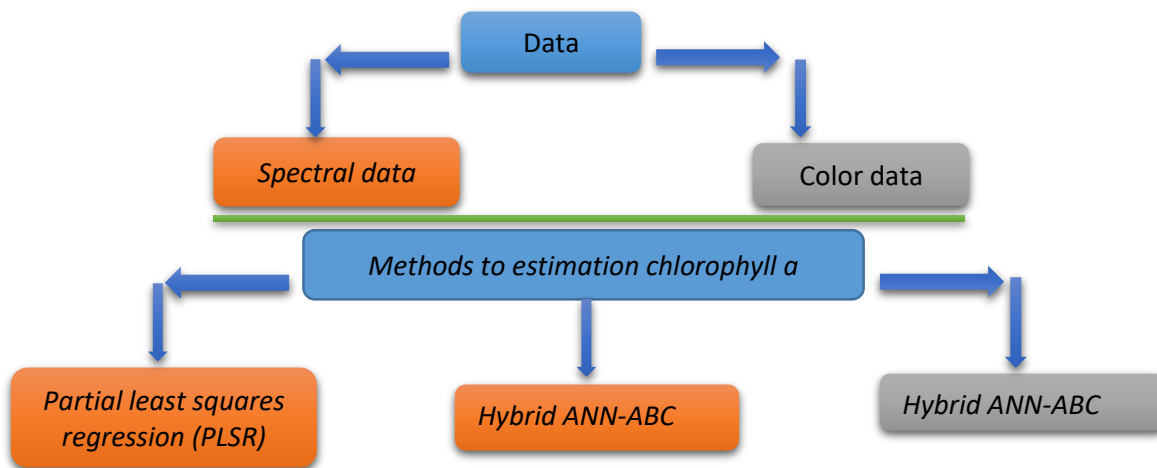 Data
Spectral data
Color data
Methods to estimation chlorophyll a
Partial least squares
regression (PLSR)
Hybrid ANN-ABC
Hybrid ANN-ABC